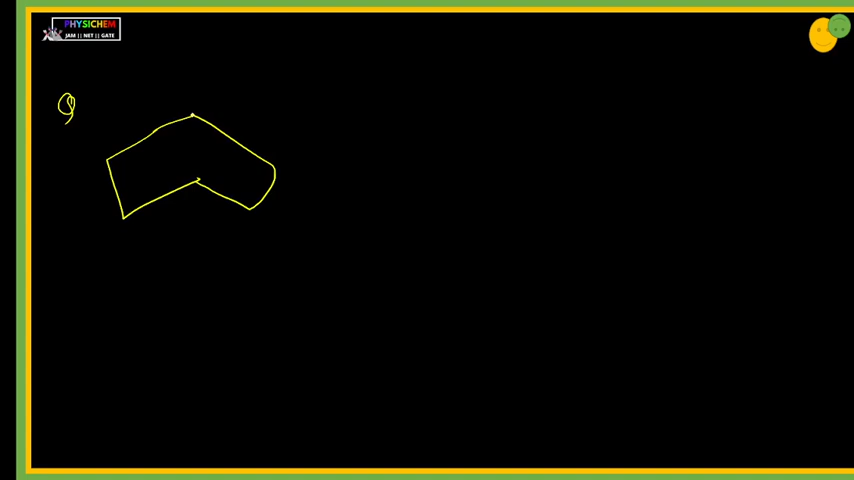 PHYSICHEM
JAM || NET || GATE
Q